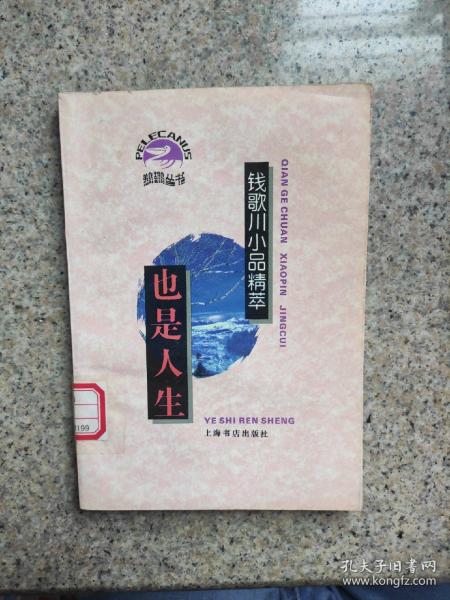 PELECANUS
鹈鹕丛书
钱歌川小品精萃
QIAN GE CHUAN XIAOPIN JINGCUI
也是人生
YE SHI REN SHENG
上海书店出版社
199
孔夫子旧书网
www.kongfz.com